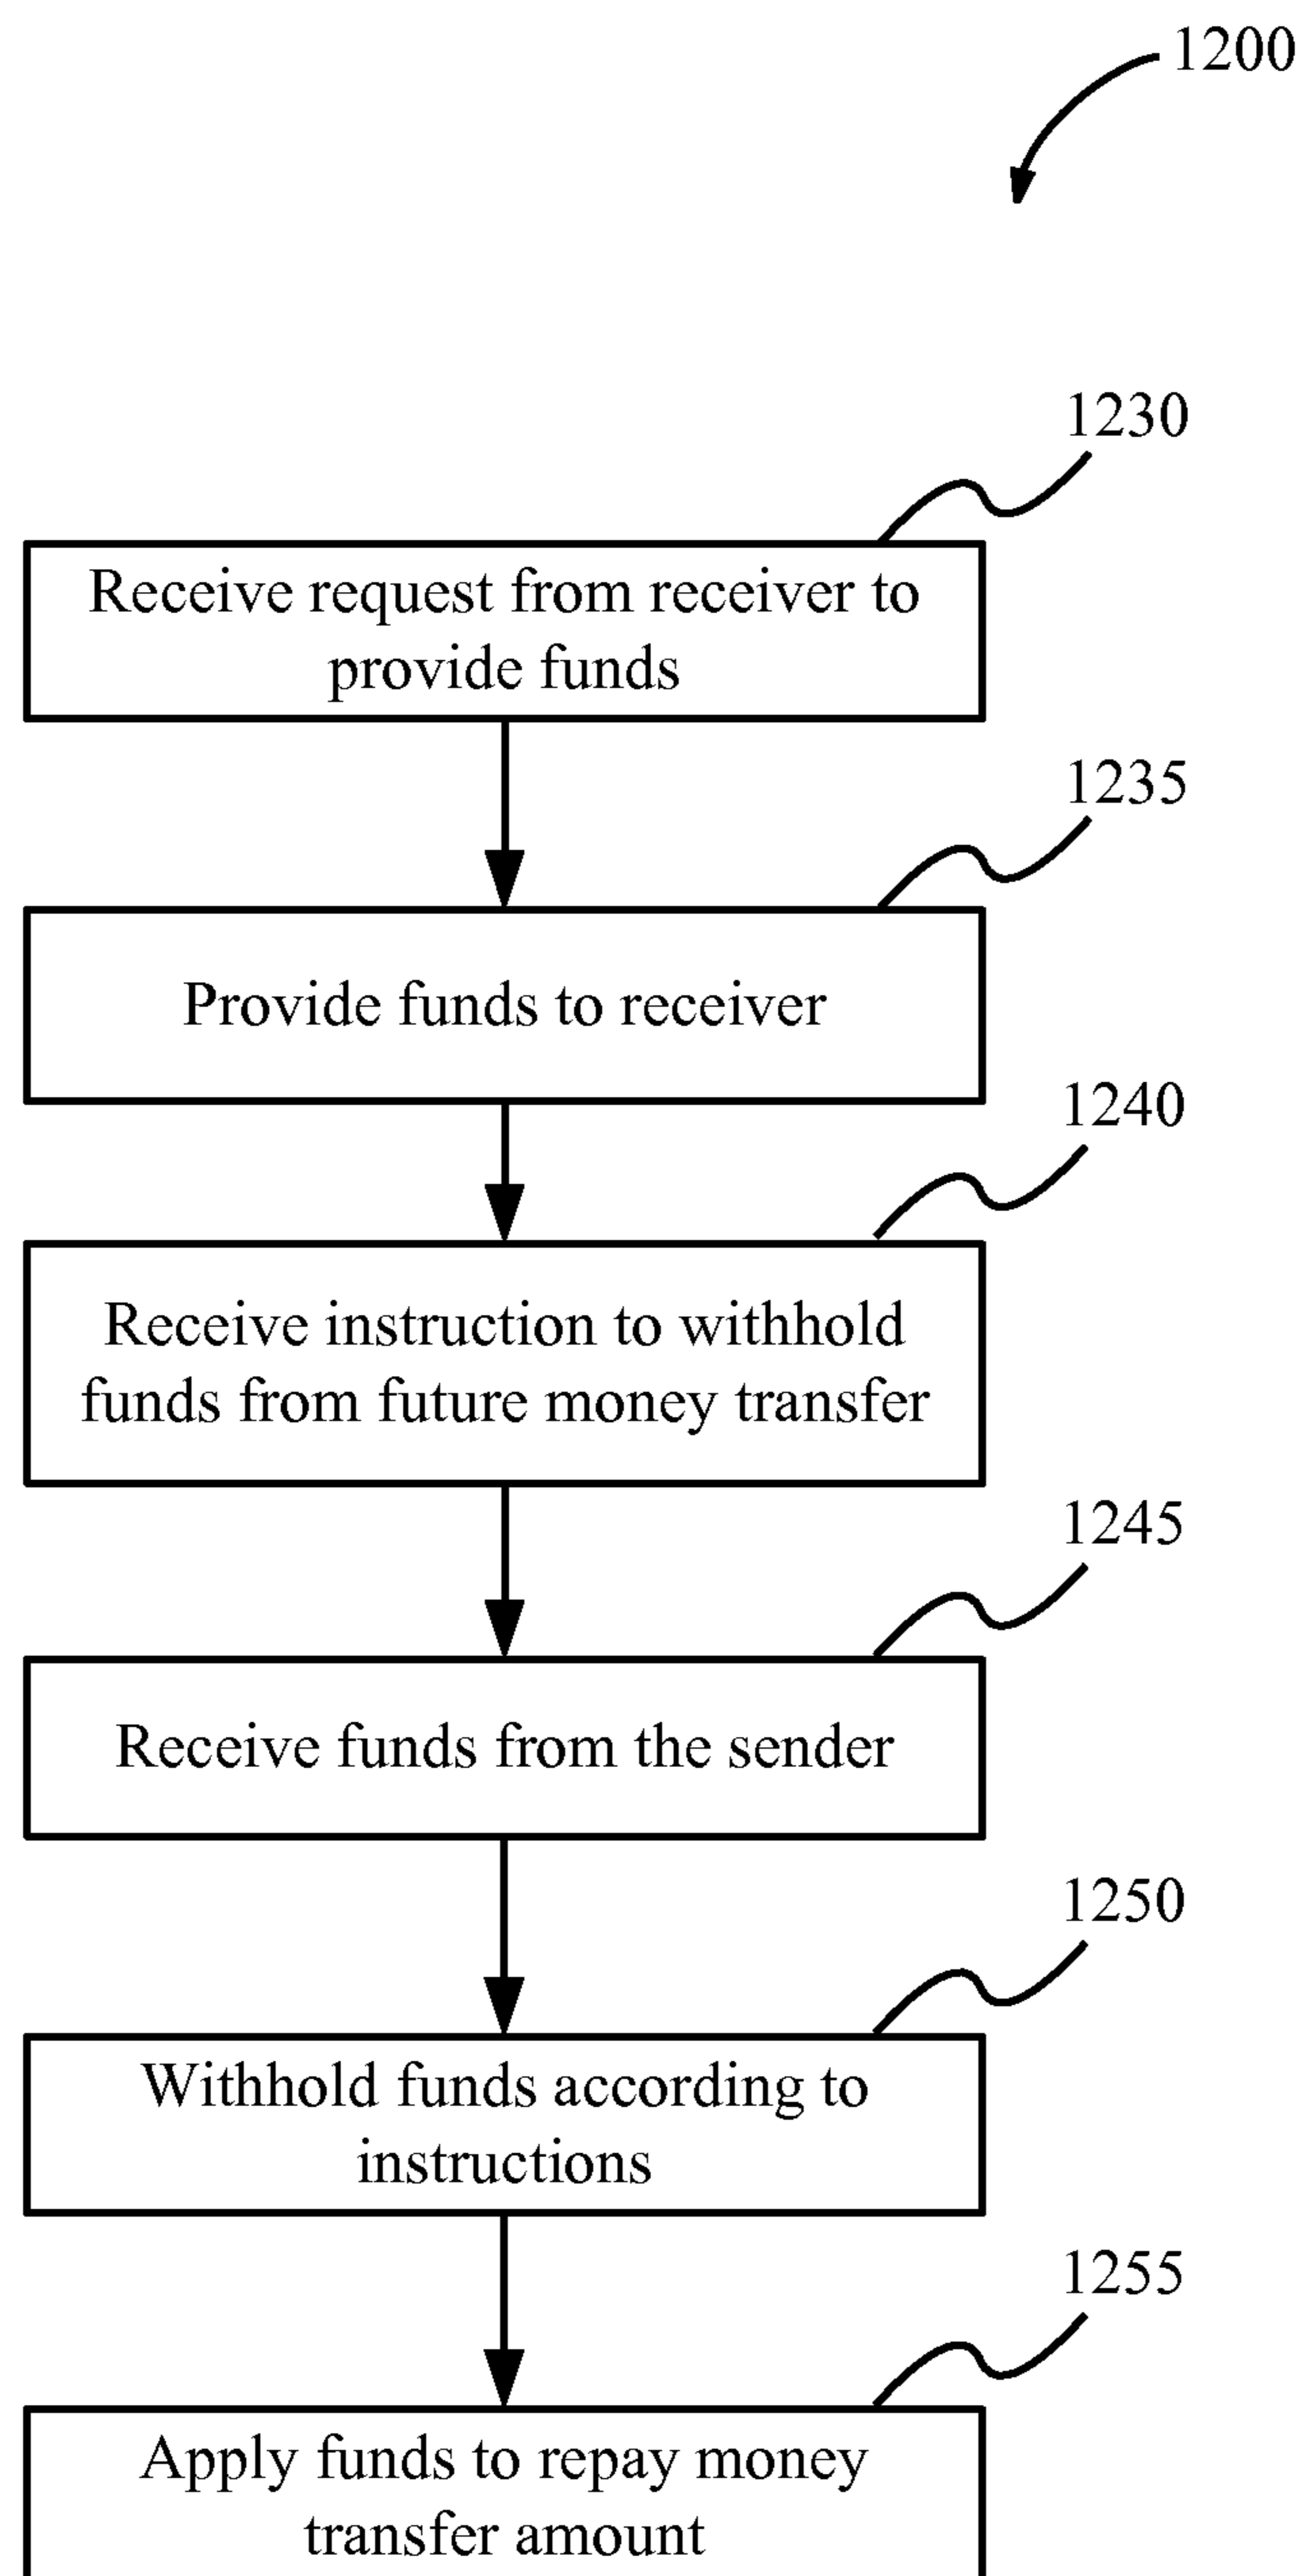 1200
1230
Receive request from receiver to
provide funds
1235
Provide funds to receiver
1240
Receive instruction to withhold
funds from future money transfer
1245
Receive funds from the sender
1250
Withhold funds according to
instructions
1255
Apply funds to repay money
transfer amount